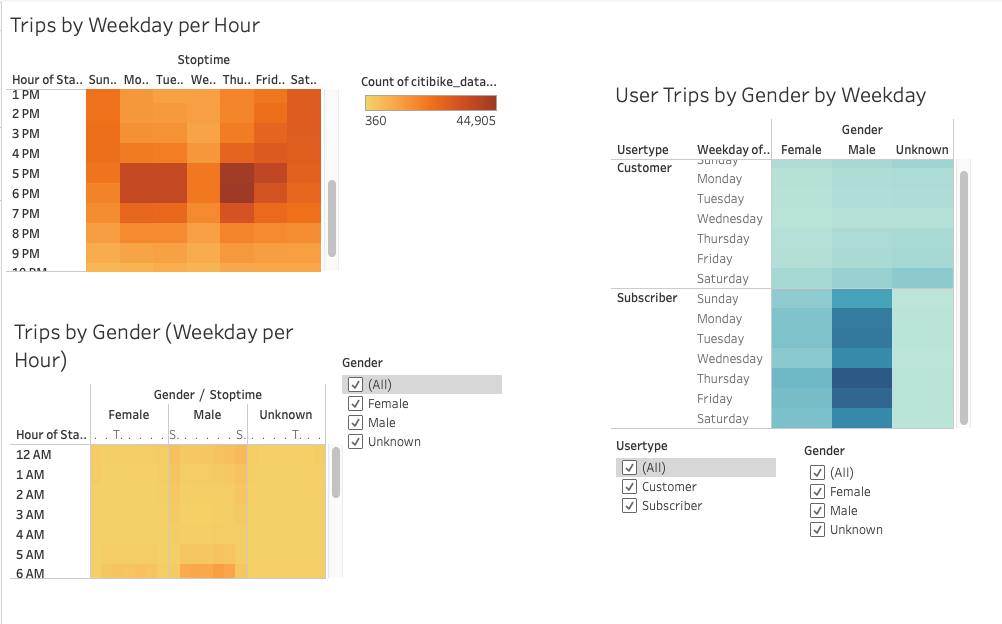 Trips by Weekday per Hour
Stoptime
Hour of Sta.. Sun.. Mo.. Tue.. We.. Thu.. Frid.. Sat..
1 PM
2 PM
3 PM
4 PM
5 PM
6 PM
7 PM
8 PM
9 PM
10 PM
Count of citibike_data...
360 44,905
User Trips by Gender by Weekday
Gender
Usertype Weekday of.. Female Male Unknown
Customer Sunday
Monday
Tuesday
Wednesday
Thursday
Friday
Saturday
Subscriber Sunday
Monday
Tuesday
Wednesday
Thursday
Friday
Saturday
Trips by Gender (Weekday per
Hour)
Gender / Stoptime
Female Male Unknown
Hour of Sta.. . . T. . . . . S. . . . . . S. . . . . T. . .
12 AM
1 AM
2 AM
3 AM
4 AM
5 AM
6 AM
Gender
(All)
Female
Male
Unknown
Usertype
(All)
Customer
Subscriber
Gender
(All)
Female
Male
Unknown